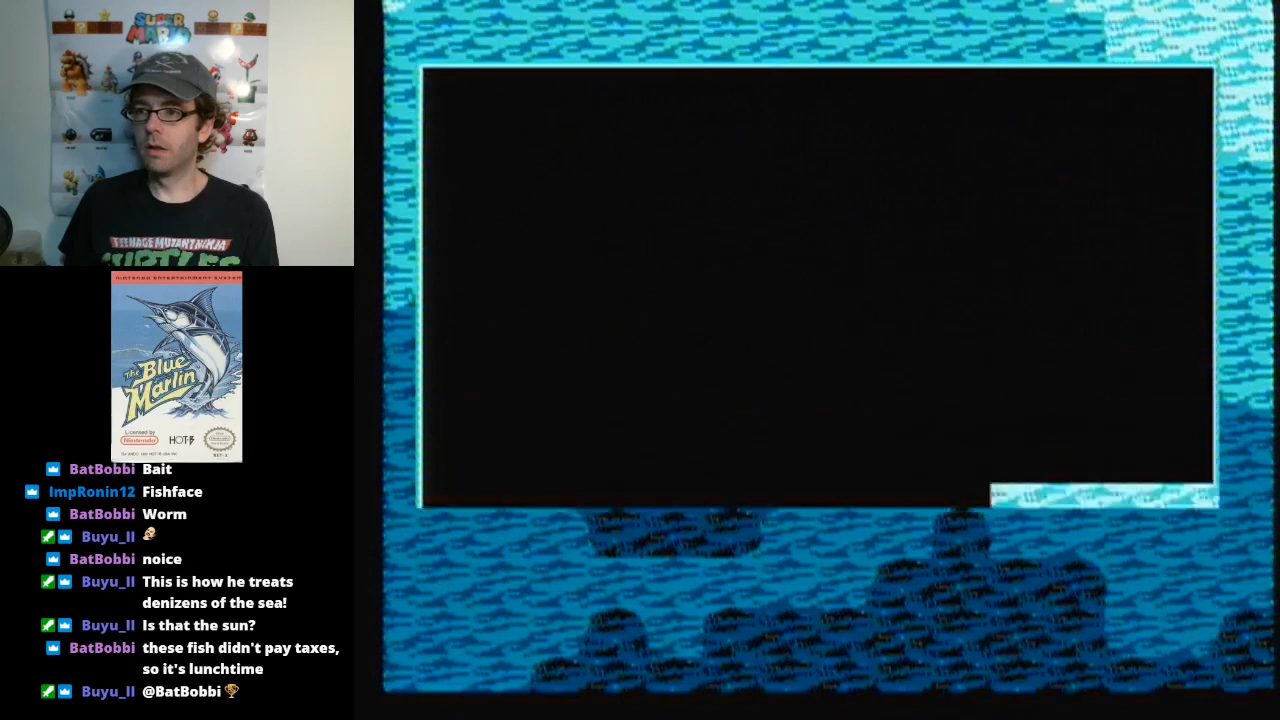 SUPER
MARIO
TEENAGE MUTANT NINJA
TURTLES
NINTENDO ENTERTAINMENT SYSTEM
The Blue
Marlin
Licensed by
Nintendo
HOT·B
BatBobbi Bait
ImpRonin12 Fishface
BatBobbi Worm
Buyu_II
BatBobbi noice
Buyu_II This is how he treats
denizens of the sea!
Buyu_II Is that the sun?
BatBobbi these fish didn't pay taxes,
so it's lunchtime
Buyu_II @BatBobbi